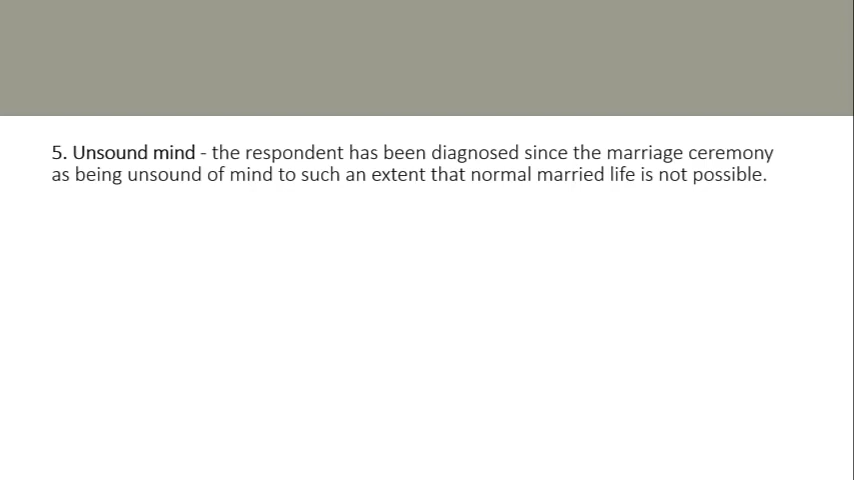 5. Unsound mind - the respondent has been diagnosed since the marriage ceremony
as being unsound of mind to such an extent that normal married life is not possible.